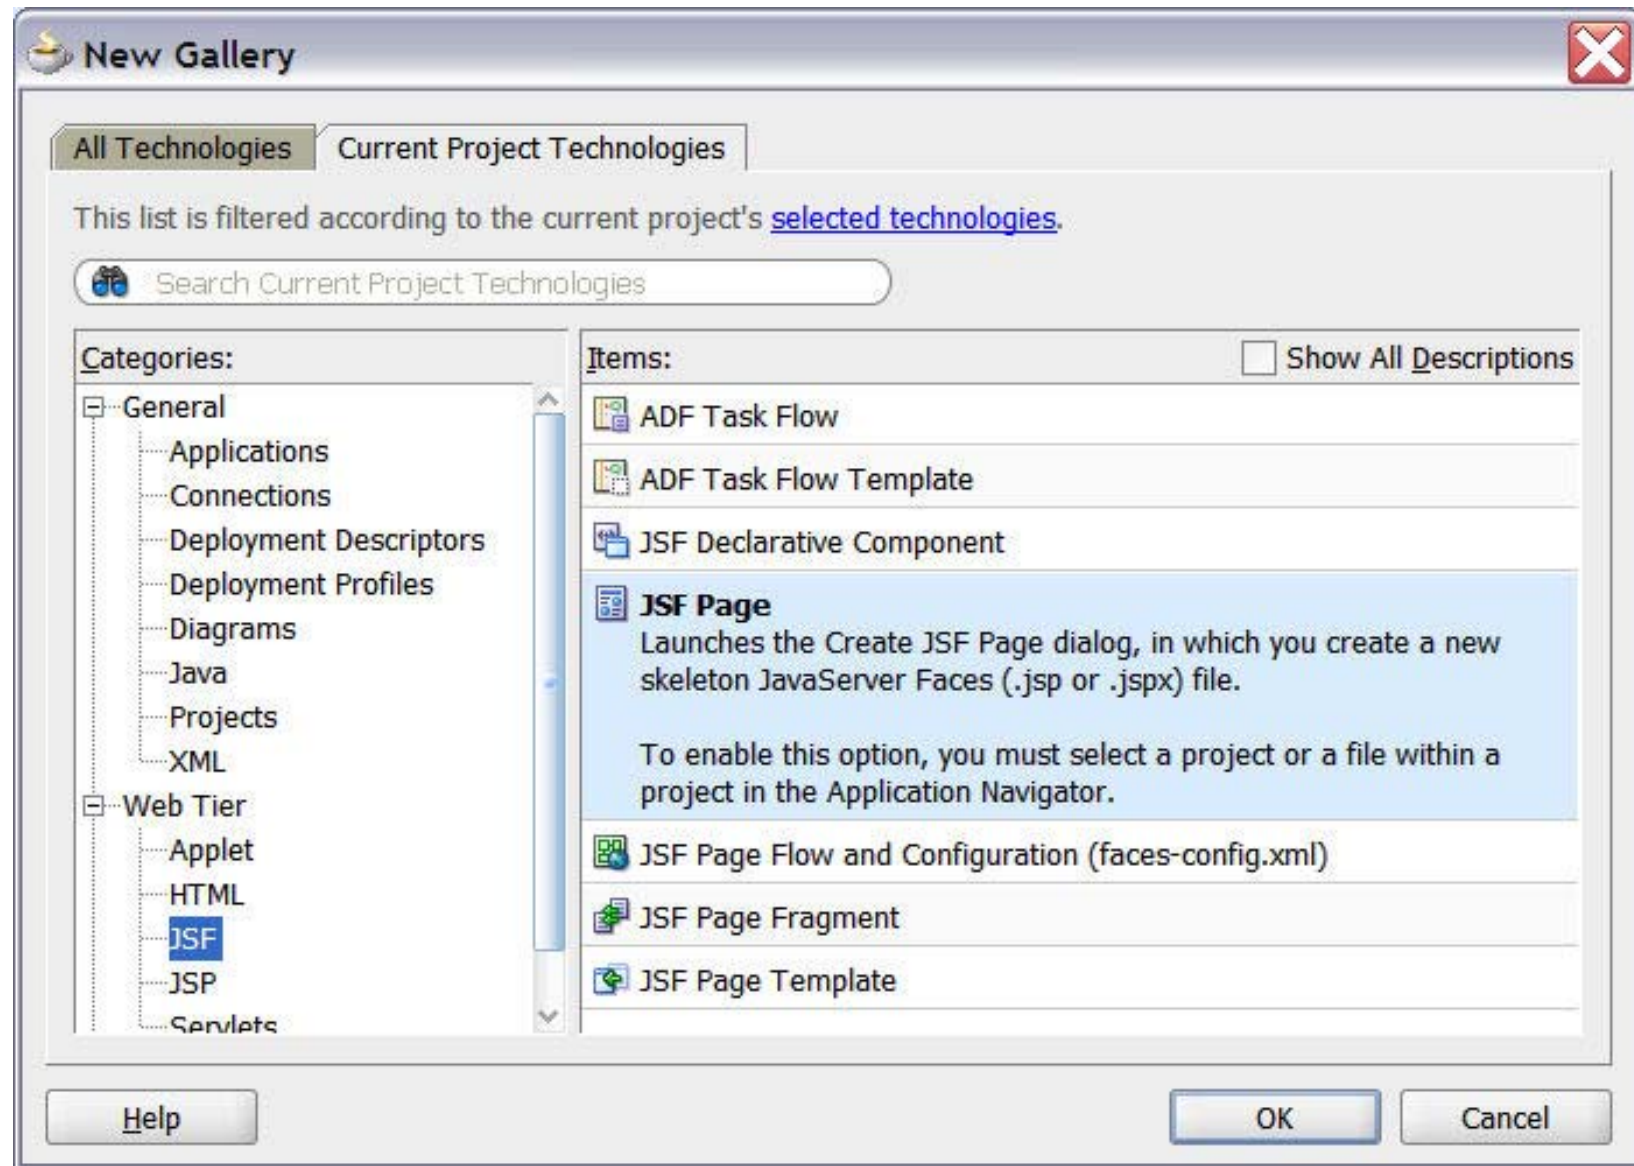 New Gallery
All Technologies
Current Project Technologies
This list is filtered according to the current project's selected technologies.
Search Current Project Technologies
Categories:
General
Applications
Connections
Deployment Descriptors
Deployment Profiles
Diagrams
Java
Projects
XML
Web Tier
Applet
HTML
JSF
JSP
Servlets
Items:
Show All Descriptions
ADF Task Flow
ADF Task Flow Template
JSF Declarative Component
JSF Page
Launches the Create JSF Page dialog, in which you create a new
skeleton JavaServer Faces (.jsp or .jspx) file.
To enable this option, you must select a project or a file within a
project in the Application Navigator.
JSF Page Flow and Configuration (faces-config.xml)
JSF Page Fragment
JSF Page Template
Help
OK
Cancel